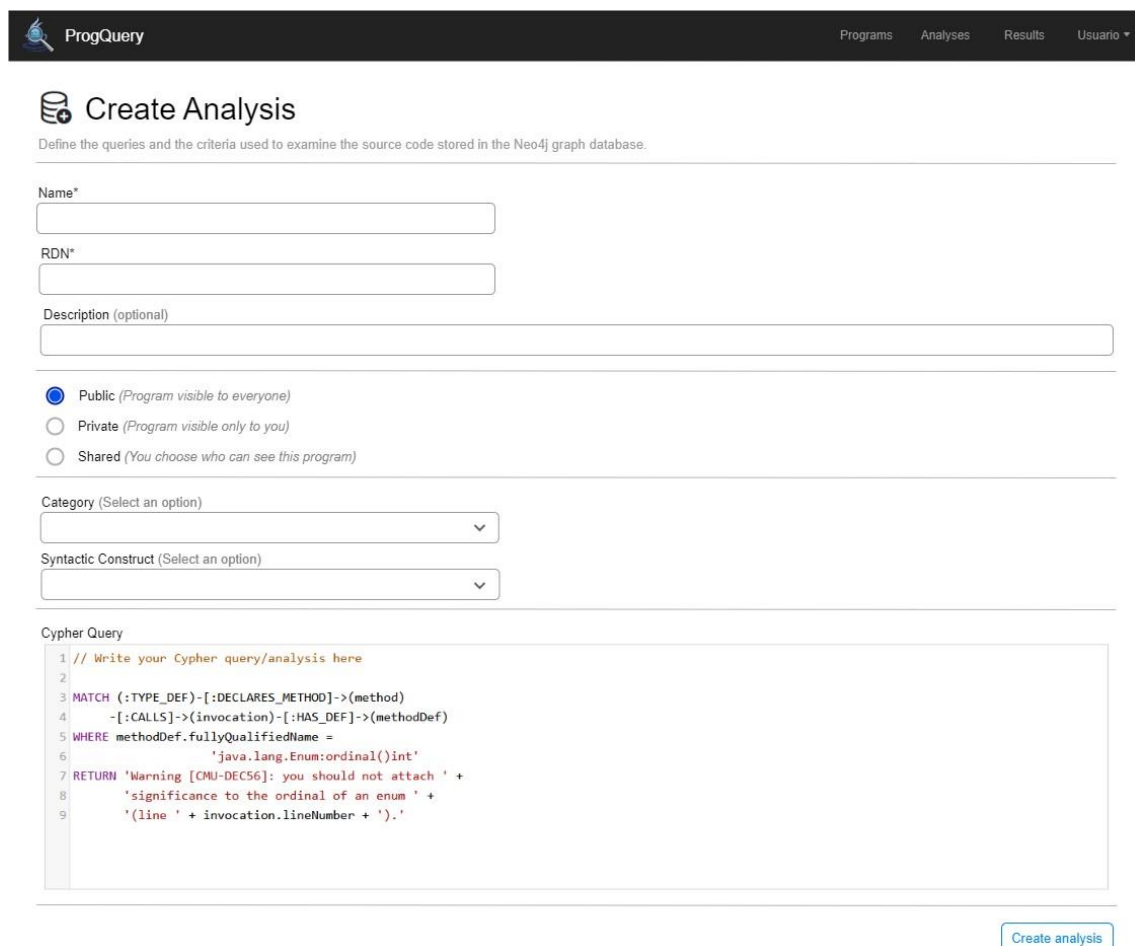 ProgQuery
Programs Analyses Results Usuario
Create Analysis
Define the queries and the criteria used to examine the source code stored in the Neo4j graph database.
Name*
RDN*
Description (optional)
Public (Program visible to everyone)
Private (Program visible only to you)
Shared (You choose who can see this program)
Category (Select an option)
Syntactic Construct (Select an option)
Cypher Query
1 // Write your Cypher query/analysis here
2
3 MATCH (:TYPE_DEF)-[:DECLARES_METHOD]->(method)
4 -[:CALLS]->(invocation)-[:HAS_DEF]->(methodDef)
5 WHERE methodDef.fullyQualifiedName =
6 'java.lang.Enum:ordinal()int'
7 RETURN 'Warning [CMU-DEC56]: you should not attach ' +
8 'significance to the ordinal of an enum ' +
9 '(line ' + invocation.lineNumber + ').'
Create analysis